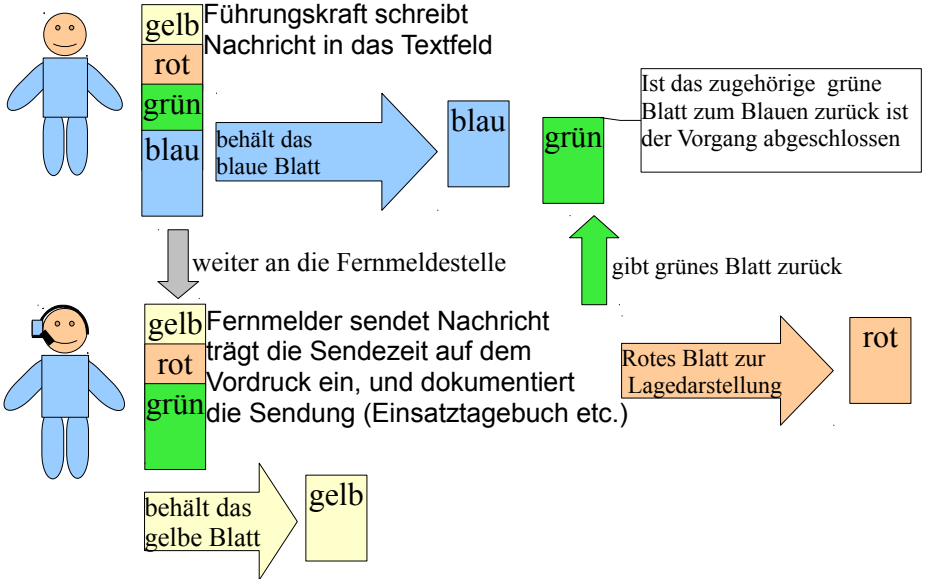 gelb
rot
grün
blau
Führungskraft schreibt
Nachricht in das Textfeld
behält das
blaue Blatt
blau
grün
Ist das zugehörige grüne
Blatt zum Blauen zurück ist
der Vorgang abgeschlossen
weiter an die Fernmeldestelle
gibt grünes Blatt zurück
gelb
rot
grün
Fernmelder sendet Nachricht
trägt die Sendezeit auf dem
Vordruck ein, und dokumentiert
die Sendung (Einsatztagebuch etc.)
Rotes Blatt zur
Lagedarstellung
rot
behält das
gelbe Blatt
gelb